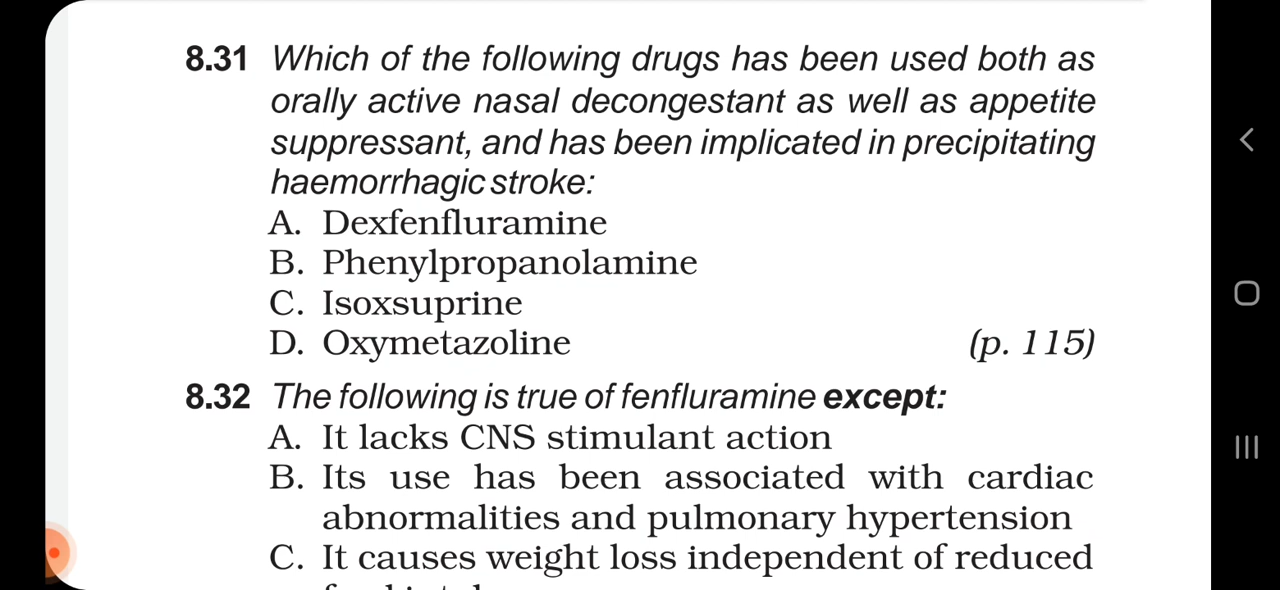 8.31 Which of the following drugs has been used both as
orally active nasal decongestant as well as appetite
suppressant, and has been implicated in precipitating
haemorrhagic stroke:
A. Dexfenfluramine
B. Phenylpropanolamine
C. Isoxsuprine
D. Oxymetazoline (p. 115)
8.32 The following is true of fenfluramine except:
A. It lacks CNS stimulant action
B. Its use has been associated with cardiac
abnormalities and pulmonary hypertension
C. It causes weight loss independent of reduced